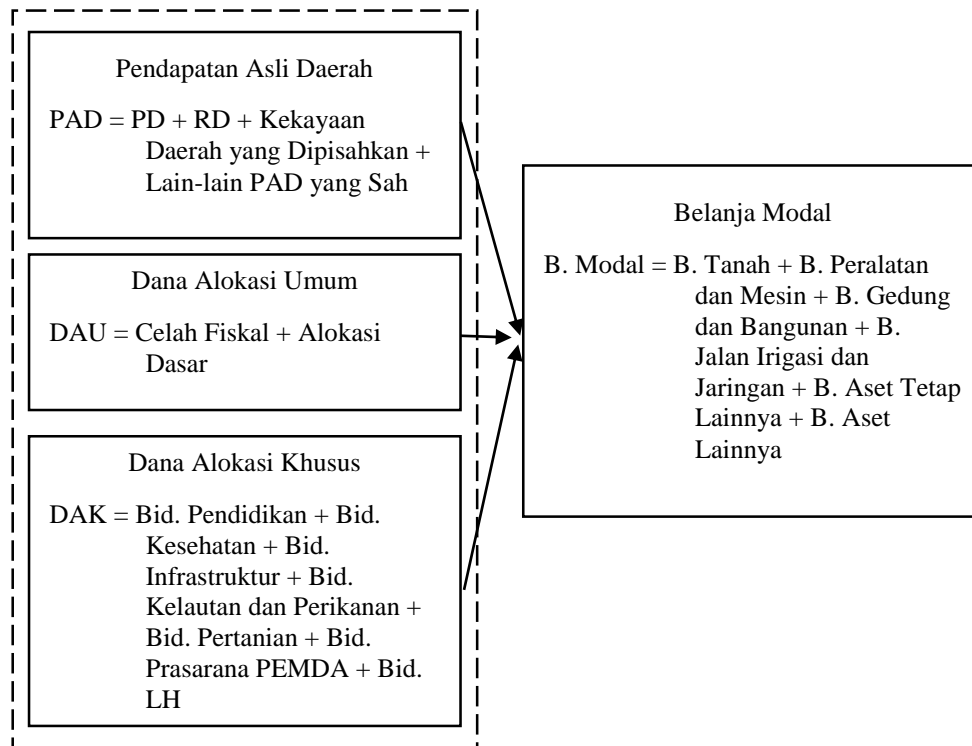 Pendapatan Asli Daerah
PAD = PD + RD + Kekayaan
Daerah yang Dipisahkan +
Lain-lain PAD yang Sah
Dana Alokasi Umum
DAU = Celah Fiskal + Alokasi
Dasar
Dana Alokasi Khusus
DAK = Bid. Pendidikan + Bid.
Kesehatan + Bid.
Infrastruktur + Bid.
Kelautan dan Perikanan +
Bid. Pertanian + Bid.
Prasarana PEMDA + Bid.
LH
Belanja Modal
B. Modal = B. Tanah + B. Peralatan
dan Mesin + B. Gedung
dan Bangunan + B.
Jalan Irigasi dan
Jaringan + B. Aset Tetap
Lainnya + B. Aset
Lainnya